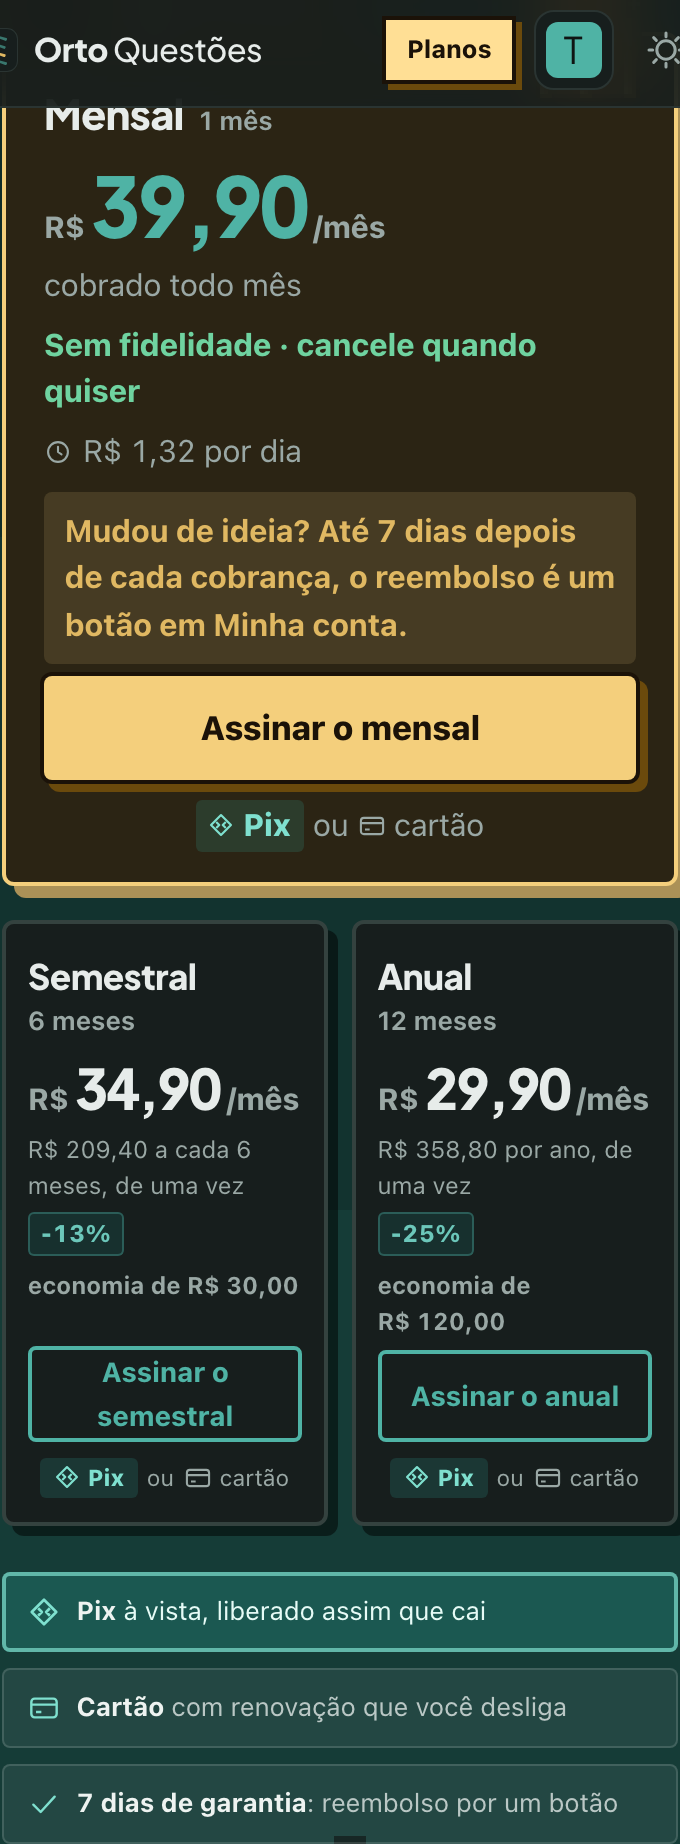 Orto Questões
Planos
T
Mensal 1 mês
R$ 39,90/mês
cobrado todo mês
Sem fidelidade · cancele quando
quiser
R$ 1,32 por dia
Mudou de ideia? Até 7 dias depois
de cada cobrança, o reembolso é um
botão em Minha conta.
Assinar o mensal
Pix ou cartão
Semestral
6 meses
R$ 34,90/mês
R$ 209,40 a cada 6
meses, de uma vez
-13%
economia de R$ 30,00
Assinar o
semestral
Pix ou cartão
Anual
12 meses
R$ 29,90/mês
R$ 358,80 por ano, de
uma vez
-25%
economia de
R$ 120,00
Assinar o anual
Pix ou cartão
Pix à vista, liberado assim que cai
Cartão com renovação que você desliga
7 dias de garantia: reembolso por um botão